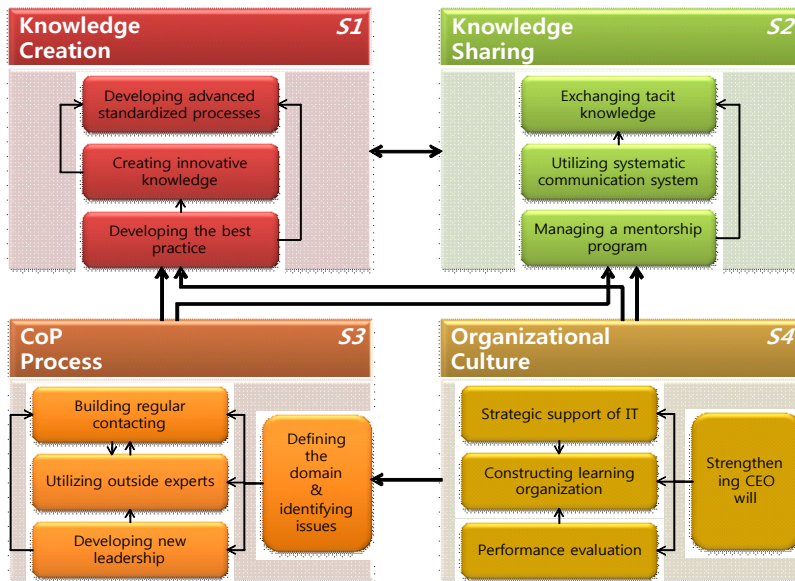 Knowledge S1
Creation
Developing advanced
standardized processes
Creating innovative
knowledge
Developing the best
practice
Knowledge S2
Sharing
Exchanging tacit
knowledge
Utilizing systematic
communication system
Managing a mentorship
program
CoP S3
Process
Building regular
contacting
Utilizing outside experts
Developing new
leadership
Defining
the
domain
&
identifying
issues
Organizational S4
Culture
Strategic support of IT
Constructing learning
organization
Performance evaluation
Strengthen
ing CEO
will